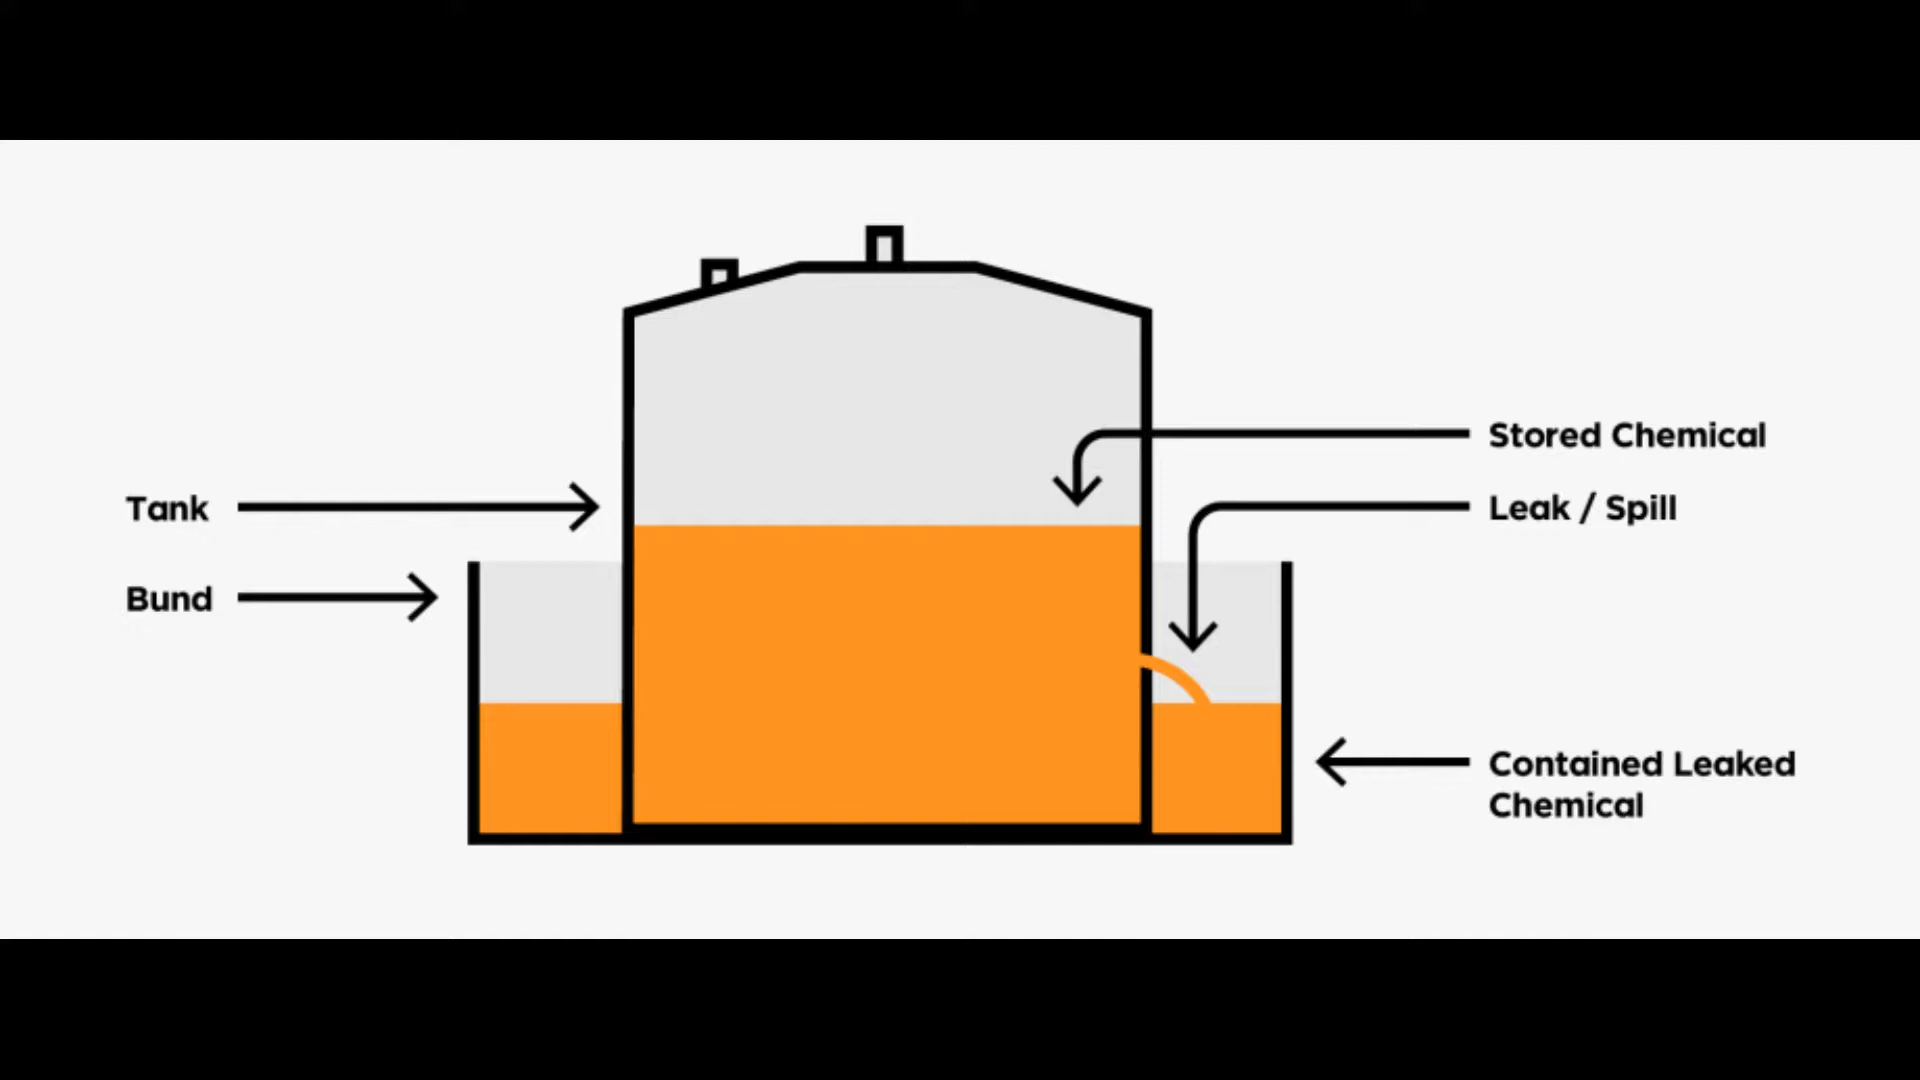 Stored Chemical
Tank
Leak / Spill
Bund
Contained Leaked
Chemical